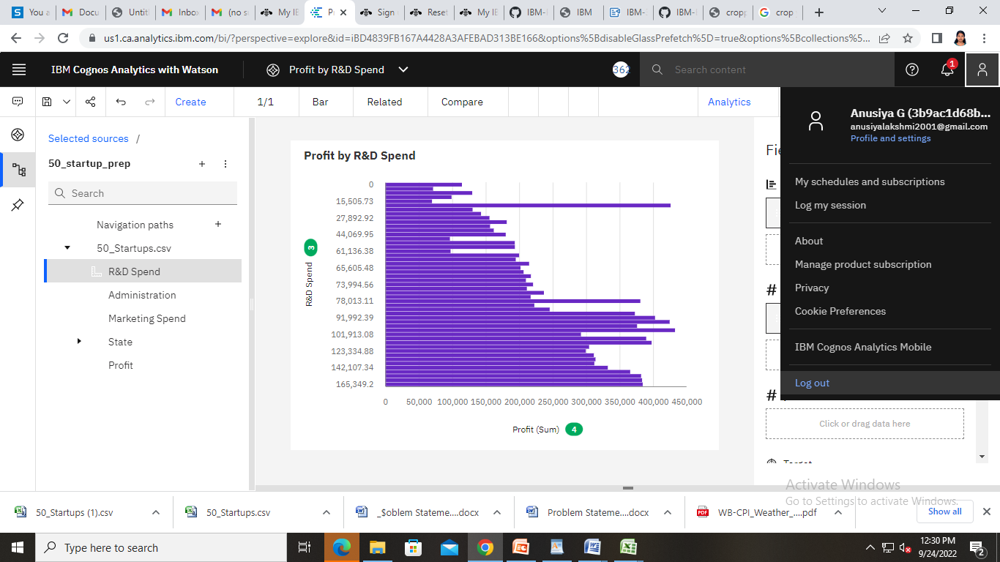 You a
Docu
Untitl
Inbox
(no s
My IB
P
Sign
Reset
My IB
IBM-
IBM
IBM-
IBM-
cropp
crop
us1.ca.analytics.ibm.com/bi/?perspective=explore&id=iBD4839FB167A4428A3AFEBAD313BE166&options%5BdisableGlassPrefetch%5D=true&options%5Bcollections%5...
IBM Cognos Analytics with Watson
Profit by R&D Spend
362
Search content
1
Create
1/1
Bar
Related
Compare
Analytics
Anusiya G (3b9ac1d68b...
anusiyalakshmi2001@gmail.com
Profile and settings
My schedules and subscriptions
Log my session
About
Manage product subscription
Privacy
Cookie Preferences
IBM Cognos Analytics Mobile
Log out
Selected sources /
50_startup_prep
Search
Navigation paths
50_Startups.csv
R&D Spend
Administration
Marketing Spend
State
Profit
Profit by R&D Spend
0
15,505.73
27,892.92
44,069.95
61,136.38
65,605.48
73,994.56
78,013.11
91,992.39
101,913.08
123,334.88
142,107.34
165,349.2
R&D Spend 3
0 50,000 100,000 150,000 200,000 250,000 300,000 350,000 400,000 450,000
Profit (Sum) 4
Fie
#
#
Click or drag data here
Target
Activate Windows
Go to Settings to activate Windows.
50_Startups (1).csv
50_Startups.csv
_$oblem Stateme....docx
Problem Stateme....docx
WB-CPI_Weather_....pdf
Show all
Type here to search
12:30 PM
9/24/2022
2